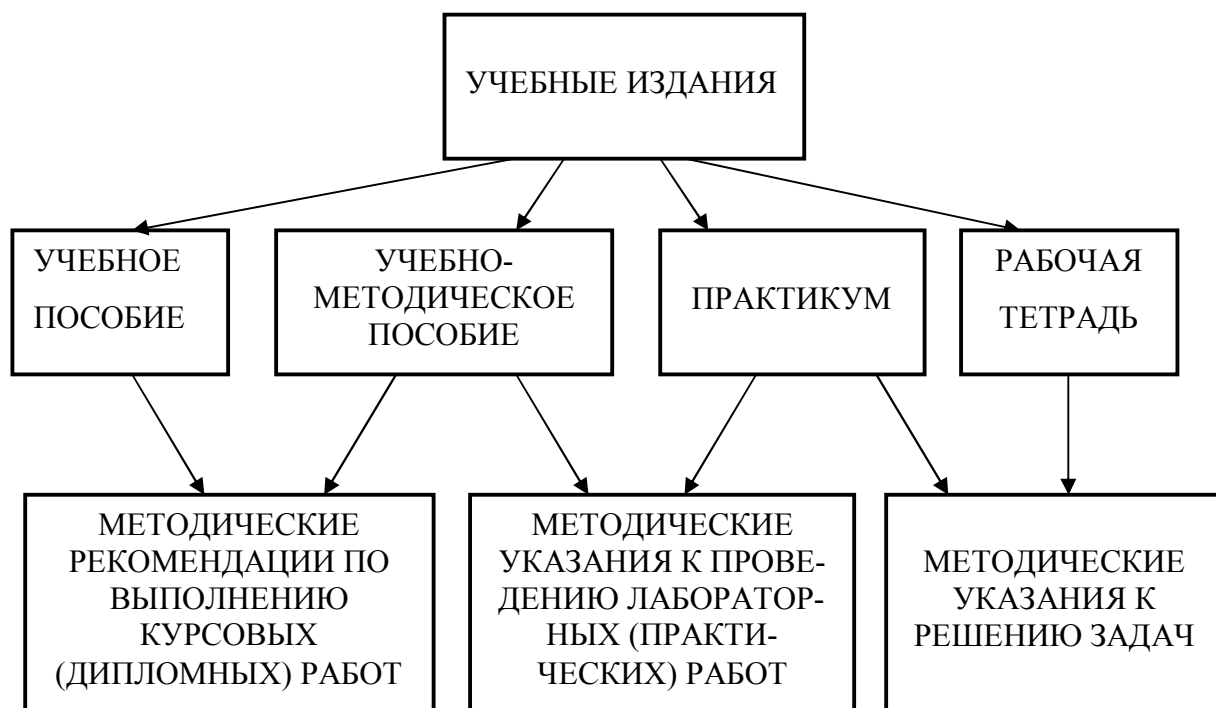 УЧЕБНЫЕ ИЗДАНИЯ
УЧЕБНОЕ
ПОСОБИЕ
УЧЕБНО-
МЕТОДИЧЕСКОЕ
ПОСОБИЕ
ПРАКТИКУМ
РАБОЧАЯ
ТЕТРАДЬ
МЕТОДИЧЕСКИЕ
РЕКОМЕНДАЦИИ ПО
ВЫПОЛНЕНИЮ
КУРСОВЫХ
(ДИПЛОМНЫХ) РАБОТ
МЕТОДИЧЕСКИЕ
УКАЗАНИЯ К ПРОВЕ-
ДЕНИЮ ЛАБОРАТОР-
НЫХ (ПРАКТИ-
ЧЕСКИХ) РАБОТ
МЕТОДИЧЕСКИЕ
УКАЗАНИЯ К
РЕШЕНИЮ ЗАДАЧ